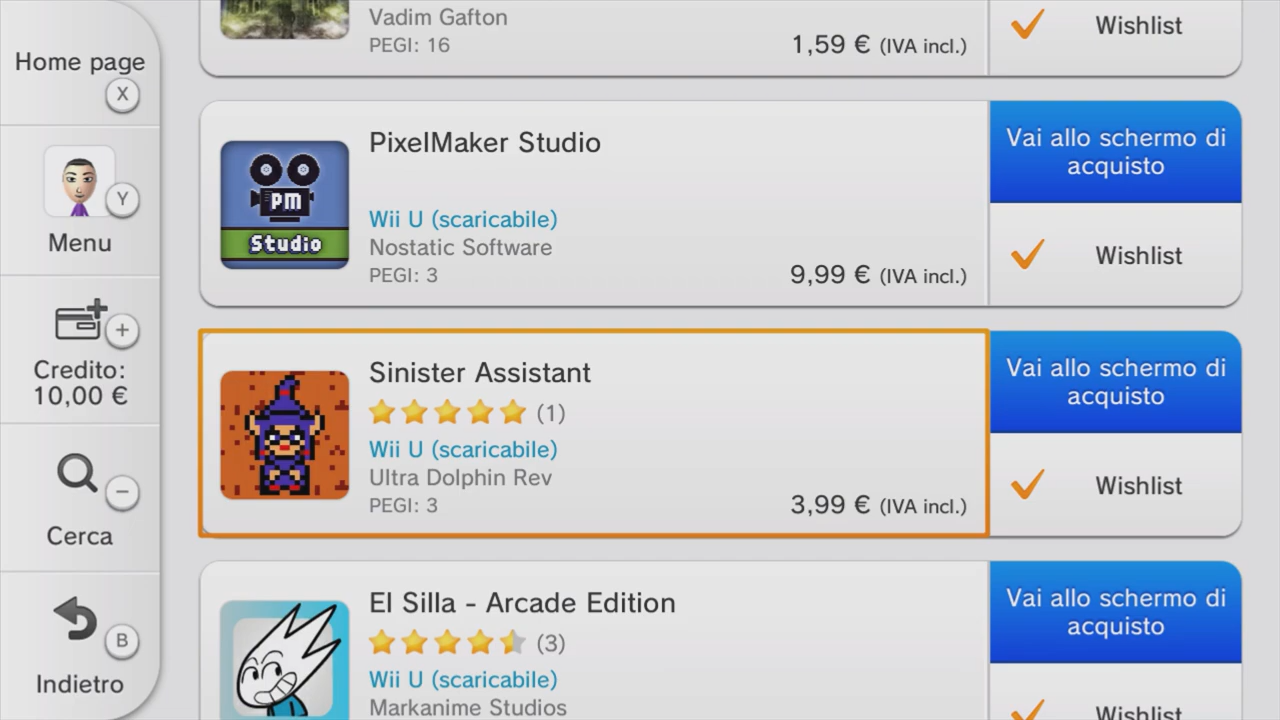 Home page
X
Y
Menu
+
Credito:
10,00 €
−
Cerca
B
Indietro
Vadim Gafton
PEGI: 16
1,59 € (IVA incl.)
Wishlist
PM
Studio
PixelMaker Studio
Wii U (scaricabile)
Nostatic Software
PEGI: 3
9,99 € (IVA incl.)
Vai allo schermo di
acquisto
Wishlist
Sinister Assistant
(1)
Wii U (scaricabile)
Ultra Dolphin Rev
PEGI: 3
3,99 € (IVA incl.)
Vai allo schermo di
acquisto
Wishlist
El Silla - Arcade Edition
(3)
Wii U (scaricabile)
Markanime Studios
Vai allo schermo di
acquisto
Wishlist